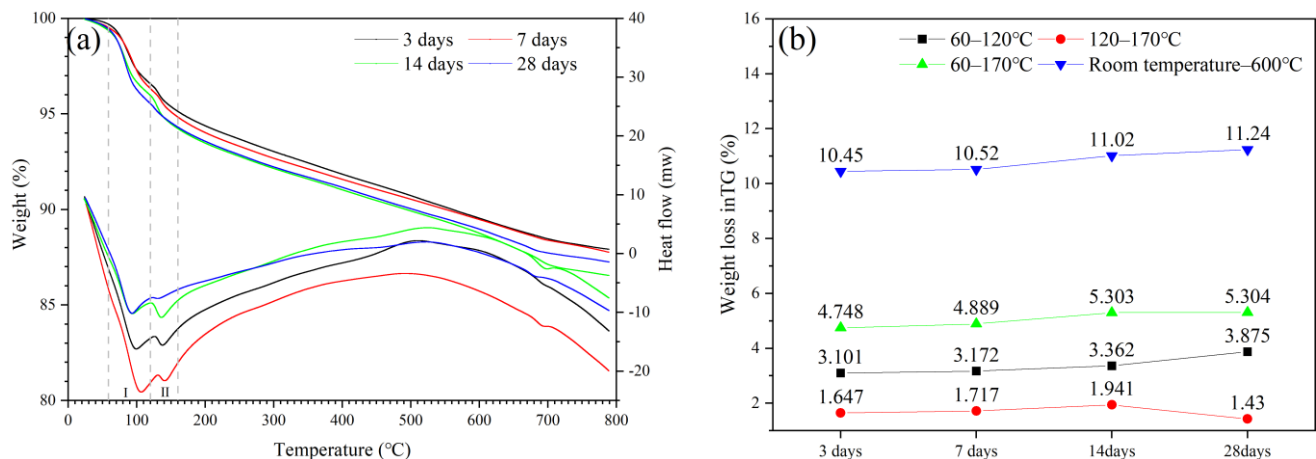 (a)
3 days
7 days
14 days
28 days
100
95
90
85
80
Weight (%)
40
30
20
10
0
-10
-20
Heat flow (mw)
I
II
0
100
200
300
400
500
600
700
800
Temperature (℃)
(b)
60–120℃
120–170℃
60–170℃
Room temperature–600℃
16
14
12
10
8
6
4
2
Weight loss inTG (%)
10.45
10.52
11.02
11.24
4.748
4.889
5.303
5.304
3.101
3.172
3.362
3.875
1.647
1.717
1.941
1.43
3 days
7 days
14days
28days